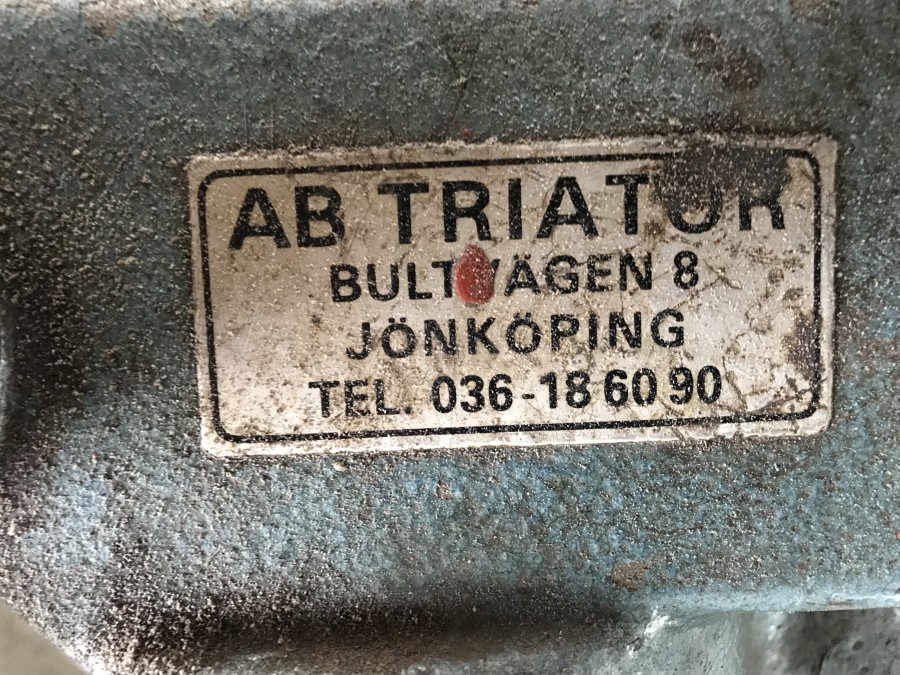 AB TRIATOR
BULTVÄGEN 8
JÖNKÖPING
TEL. 036-18 60 90